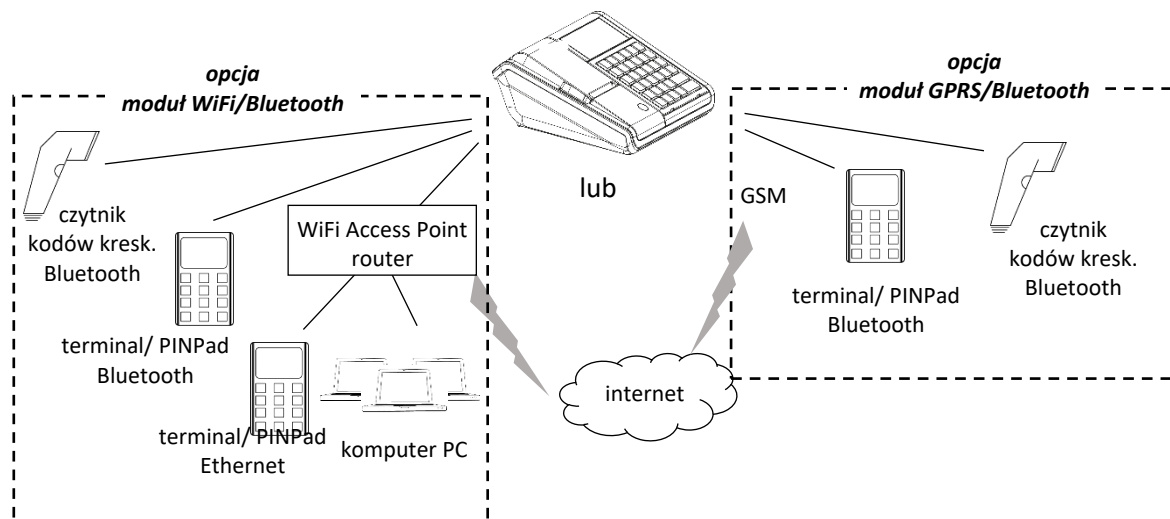 opcja
moduł WiFi/Bluetooth
czytnik
kodów kresk.
Bluetooth
terminal/ PINPad
Bluetooth
WiFi Access Point
router
terminal/ PINPad
Ethernet
komputer PC
lub
internet
GSM
opcja
moduł GPRS/Bluetooth
terminal/ PINPad
Bluetooth
czytnik
kodów kresk.
Bluetooth